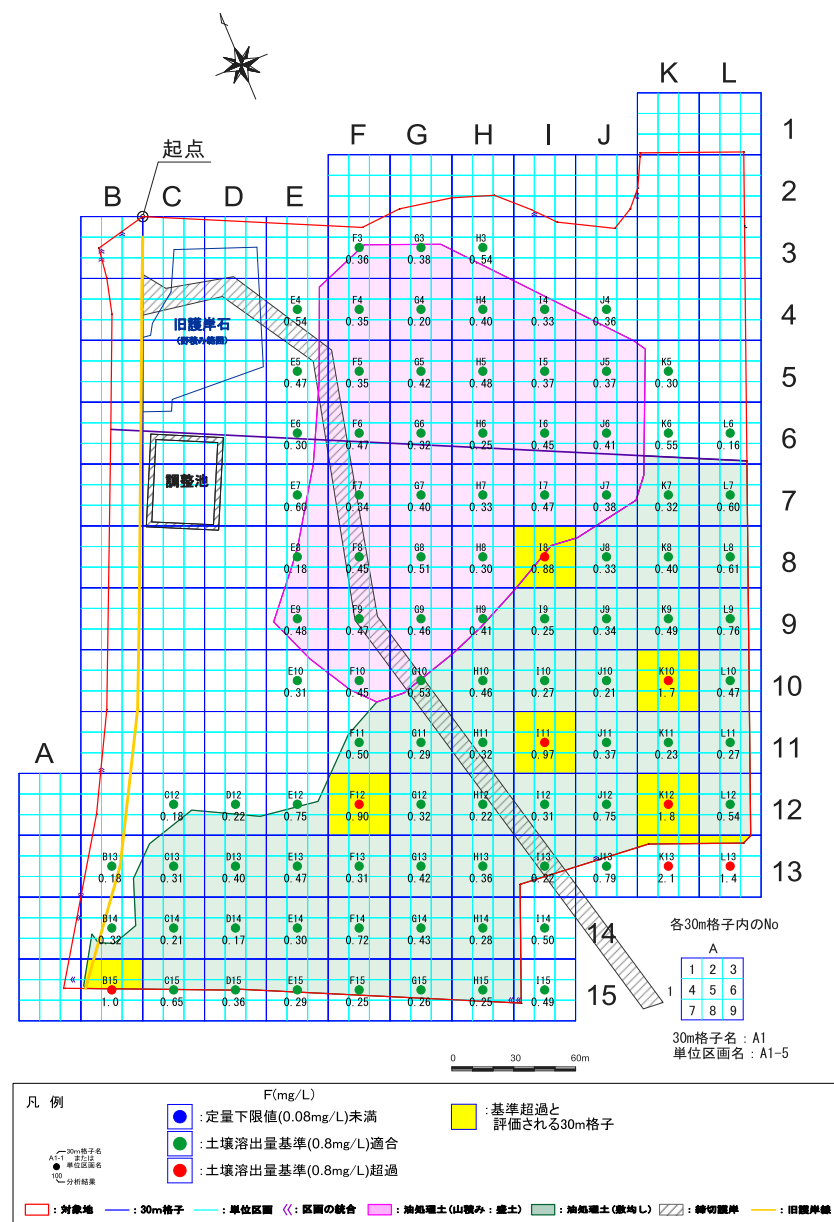 K L
1
起点
F G H I J
2
B C D E
F3 G3 H3
0.36 0.38 0.54
3
E4 F4 G4 H4 I4 J4
0.54 0.35 0.20 0.40 0.33 0.36
4
旧護岸石
(野積み範囲)
E5 F5 G5 H5 I5 J5 K5
0.47 0.35 0.42 0.48 0.37 0.37 0.30
5
E6 F6 G6 H6 I6 J6 K6 L6
0.30 0.47 0.32 0.25 0.45 0.41 0.55 0.16
6
調整池
E7 F7 G7 H7 I7 J7 K7 L7
0.60 0.34 0.40 0.33 0.47 0.38 0.32 0.60
7
E8 F8 G8 H8 I8 J8 K8 L8
0.18 0.45 0.51 0.30 0.88 0.33 0.40 0.61
8
E9 F9 G9 H9 I9 J9 K9 L9
0.48 0.47 0.46 0.41 0.25 0.34 0.49 0.76
9
E10 F10 G10 H10 I10 J10 K10 L10
0.31 0.45 0.53 0.46 0.27 0.21 1.7 0.47
10
F11 G11 H11 I11 J11 K11 L11
0.50 0.29 0.32 0.97 0.37 0.23 0.27
11
A
C12 D12 E12 F12 G12 H12 I12 J12 K12 L12
0.18 0.22 0.75 0.90 0.32 0.22 0.31 0.75 1.8 0.54
12
B13 C13 D13 E13 F13 G13 H13 I13 J13 K13 L13
0.18 0.31 0.40 0.47 0.31 0.42 0.36 0.22 0.79 2.1 1.4
13
B14 C14 D14 E14 F14 G14 H14 I14
0.32 0.21 0.17 0.30 0.72 0.43 0.28 0.50
14
B15 C15 D15 E15 F15 G15 H15 I15
1.0 0.65 0.36 0.29 0.25 0.26 0.25 0.49
15
各30m格子内のNo
A
1 2 3
1 4 5 6
7 8 9
30m格子名 : A1
単位区画名 : A1-5
0 30 60m
凡 例
F(mg/L)
:定量下限値(0.08mg/L)未満
:土壌溶出量基準(0.8mg/L)適合
:土壌溶出量基準(0.8mg/L)超過
:基準超過と
評価される30m格子
30m格子名
A1-1 または
単位区画名
100 分析結果
:対象地 :30m格子 :単位区画 :区画の統合 :油処理土(山積み:盛土) :油処理土(敷均し) :締切護岸 :旧護岸線